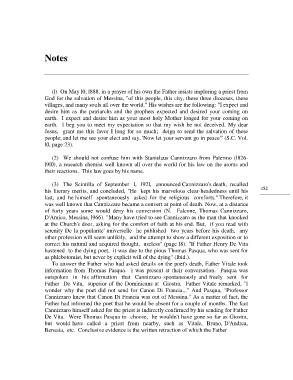 Notes
(1) On May 10, 1888, in a prayer of his own the Father insists imploring a priest from
God for the salvation of Messina, "of this people, this city, these three dioceses, these
villages, and many souls all over the world." His wishes are the following: "I expect and
desire him as the patriarchs and the prophets expected and desired your coming on
earth. I expect and desire him as your most holy Mother longed for your coming on
earth. I beg you to meet my expectation so that my wish be not deceived. My dear
Jesus, grant me this favor I long for so much; deign to send the salvation of these
people, and let me see your elect and say, 'Now let your servant go in peace'" (S.C. Vol.
10, page 23).
(2) We should not confuse him with Stanislao Cannizzaro from Palermo (1826-
1910), a research chemist well known all over the world for his law on the atoms and
their reactions. This law goes by his name.
(3) The Scintilla of September 1, 1921, announced Cannizzaro's death, recalled
his literary merits, and concluded, "He kept his marvelous clear-headedness until his
last, and he himself spontaneously asked for the religious comforts." Therefore, it
was well known that Cannizzaro became a convert at point of death. Now, at a distance
of forty years some would deny his conversion (N. Falcone, Thomas Cannizzaro,
D'Amico, Messina, 1960). "Many have tried to see Cannizzaro as the man that knocked
at the Church's door, asking for the comfort of faith at his end. But, if you read with
serenity De la popularite universelle he published two years before his death, any
other profession will seem unlikely, and the attempt to show a different exposition or to
correct his natural and acquired thought, useless" (page 18). "If Father Henry De Vita
hastened to the dying poet, it was due to the pious Thomas Pasqua, who was sent for
as phlebotomist, but never by explicit will of the dying" (Ibid.).
To answer the Father who had asked details on the poet's death, Father Vitale took
information from Thomas Pasqua. I was present at their conversation. Pasqua was
outspoken in his affirmation that Cannizzaro spontaneously and freely sent for
Father De Vita, superior of the Dominicans at Giostra. Father Vitale remarked, "I
wonder why the poet did not send for Canon Di Francia..." And Pasqua, "Professor
Cannizzaro knew that Canon Di Francia was out of Messina." As a matter of fact, the
Father had informed the poet that he would be absent for a couple of months. The fact
Cannizzaro himself asked for the priest is indirectly confirmed by his sending for Father
De Vita. Were Thomas Pasqua to choose, he wouldn't have gone so far as Giostra,
but would have called a priest from nearby, such as Vitale, Bruno, D'Andrea,
Bensaia, etc. Conclusive evidence is the written retraction of which the Father
152